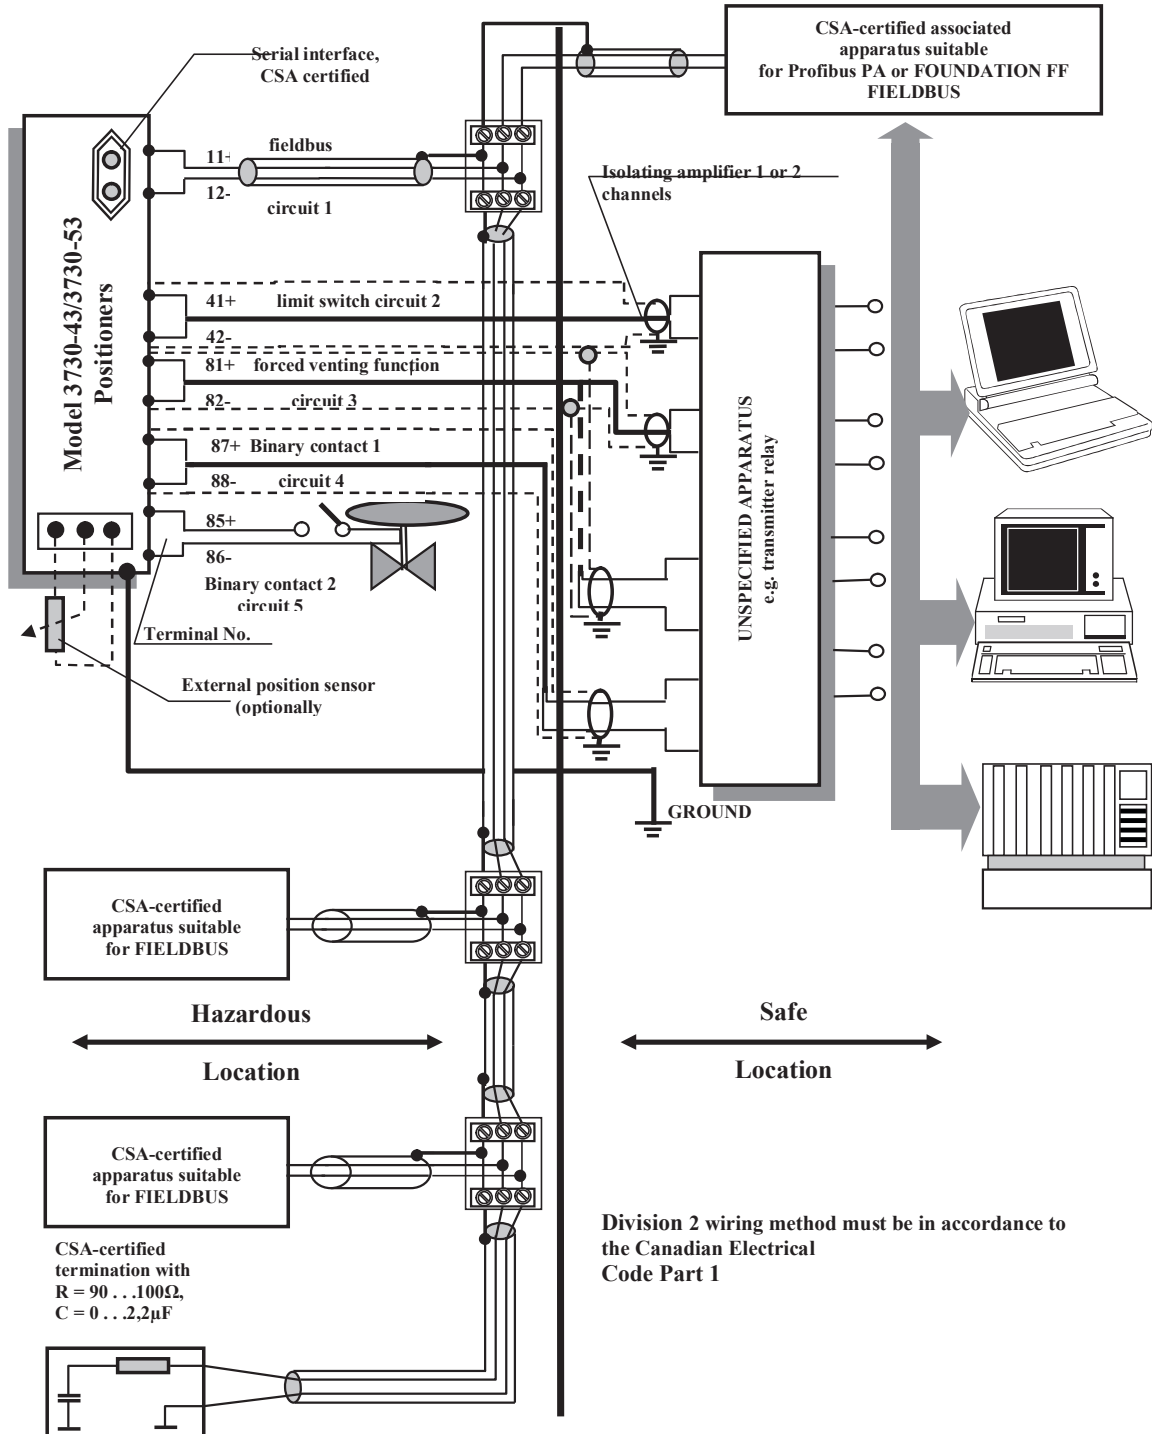 CSA-certified associated
apparatus suitable
for Profibus PA or FOUNDATION FF
FIELDBUS
Serial interface,
CSA certified
11+
fieldbus
12-
circuit 1
Isolating amplifier 1 or 2
channels
Model 3730-43/3730-53
Positioners
41+ limit switch circuit 2
42-
81+ forced venting function
82- circuit 3
87+ Binary contact 1
88- circuit 4
85+
86-
Binary contact 2
circuit 5
Terminal No.
External position sensor
(optionally
UNSPECIFIED APPARATUS
e.g. transmitter relay
GROUND
CSA-certified
apparatus suitable
for FIELDBUS
Hazardous
Location
Safe
Location
CSA-certified
apparatus suitable
for FIELDBUS
CSA-certified
termination with
R = 90 . . .100Ω,
C = 0 . . .2,2µF
Division 2 wiring method must be in accordance to
the Canadian Electrical
Code Part 1